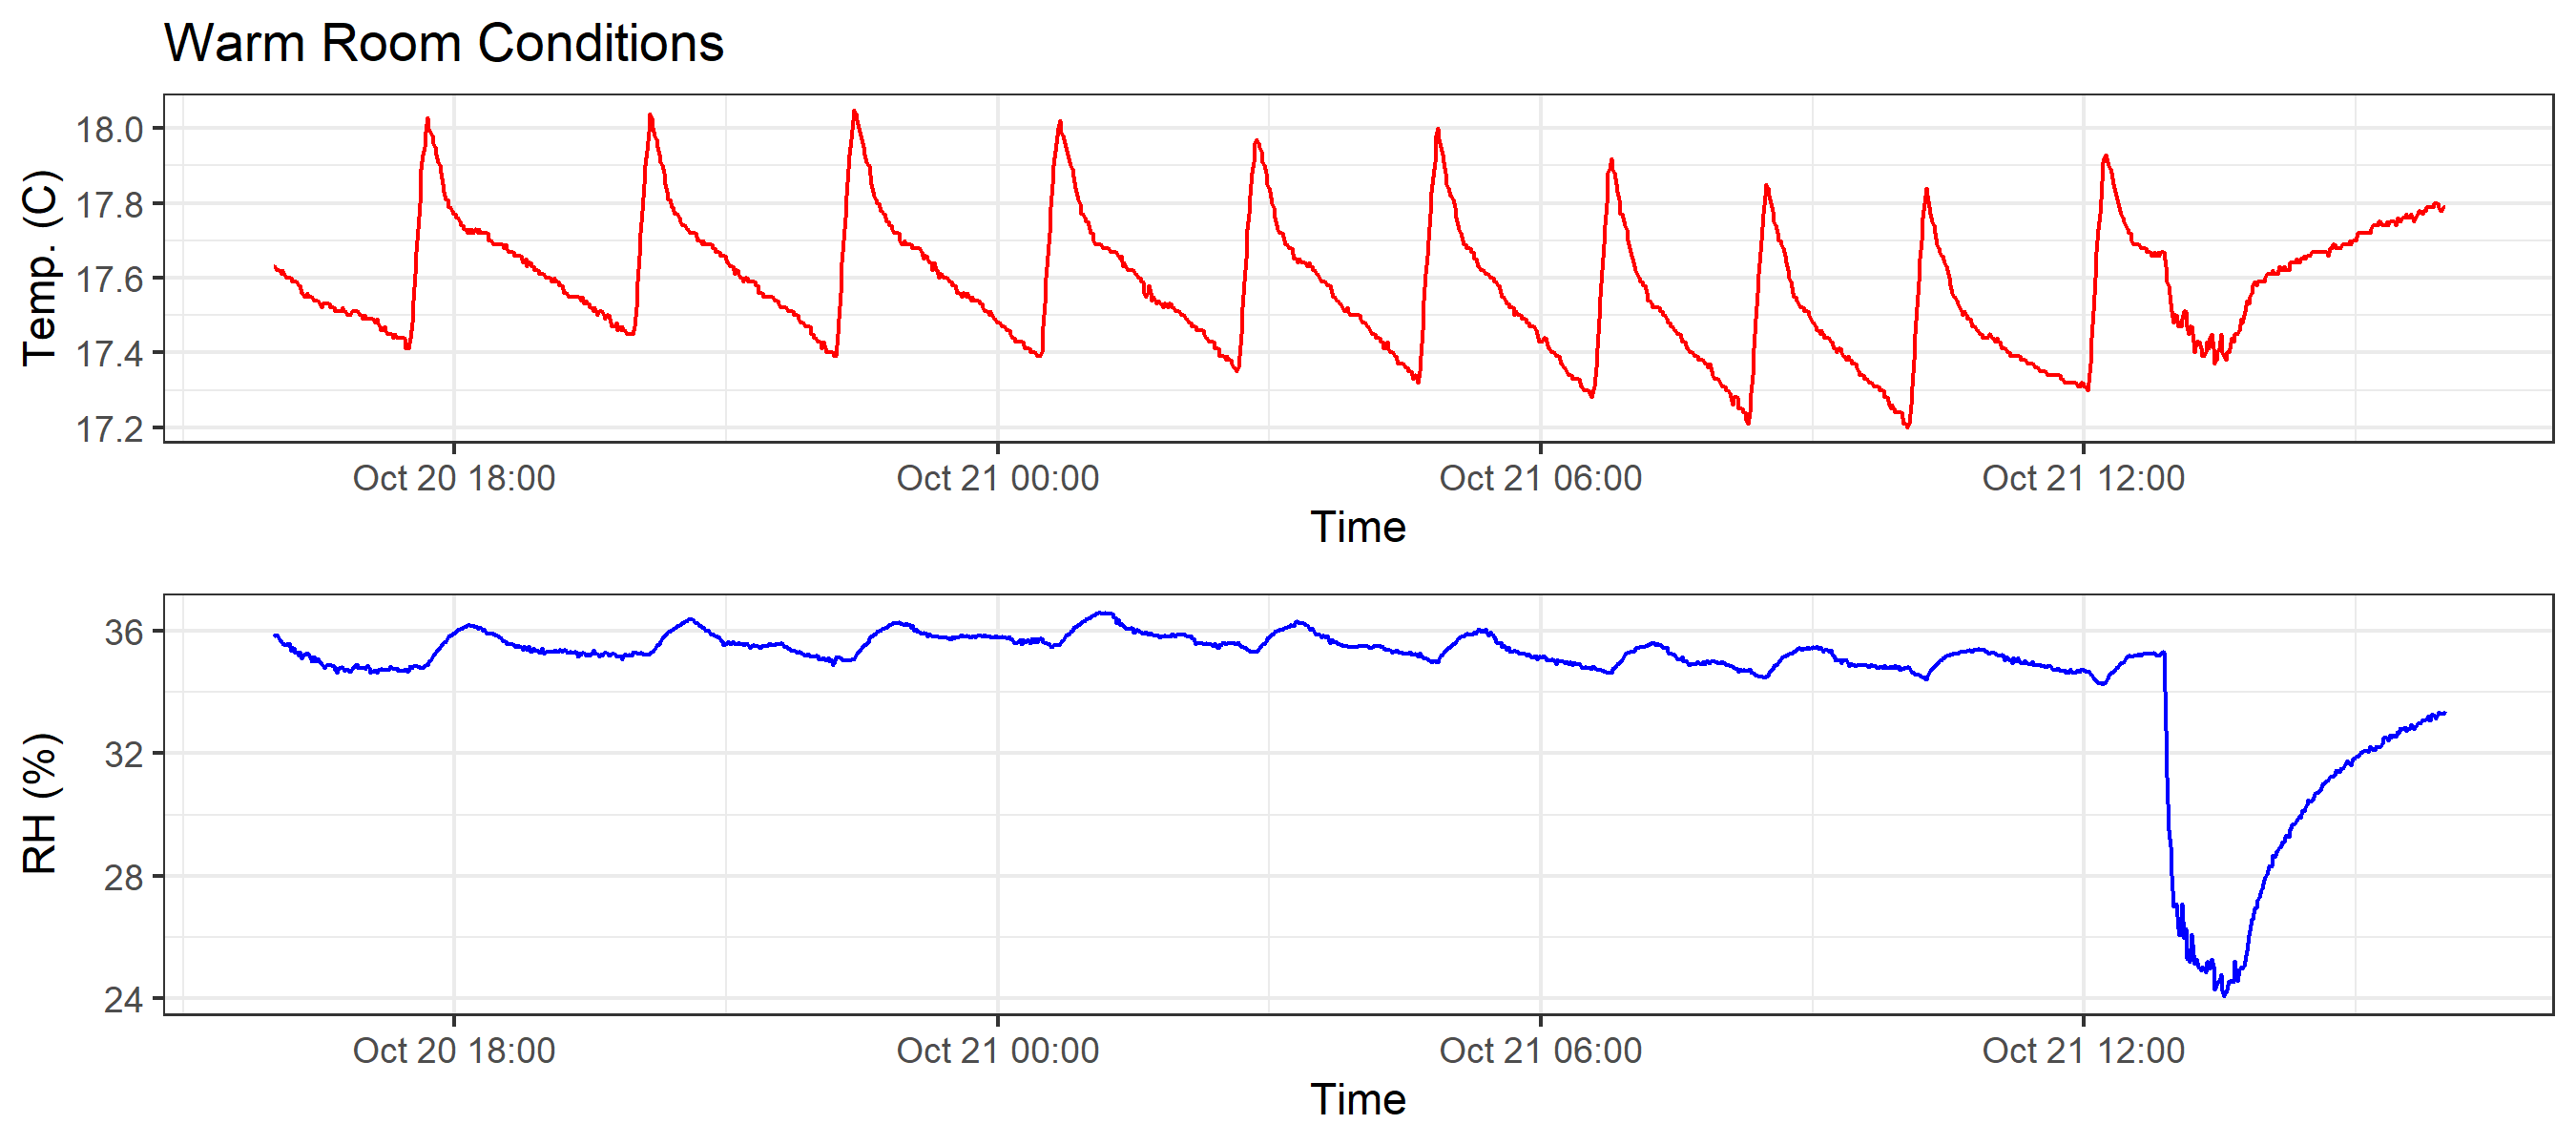 Warm Room Conditions
Temp. (C)
18.0
17.8
17.6
17.4
17.2
Oct 20 18:00 Oct 21 00:00 Oct 21 06:00 Oct 21 12:00
Time
RH (%)
36
32
28
24
Oct 20 18:00 Oct 21 00:00 Oct 21 06:00 Oct 21 12:00
Time